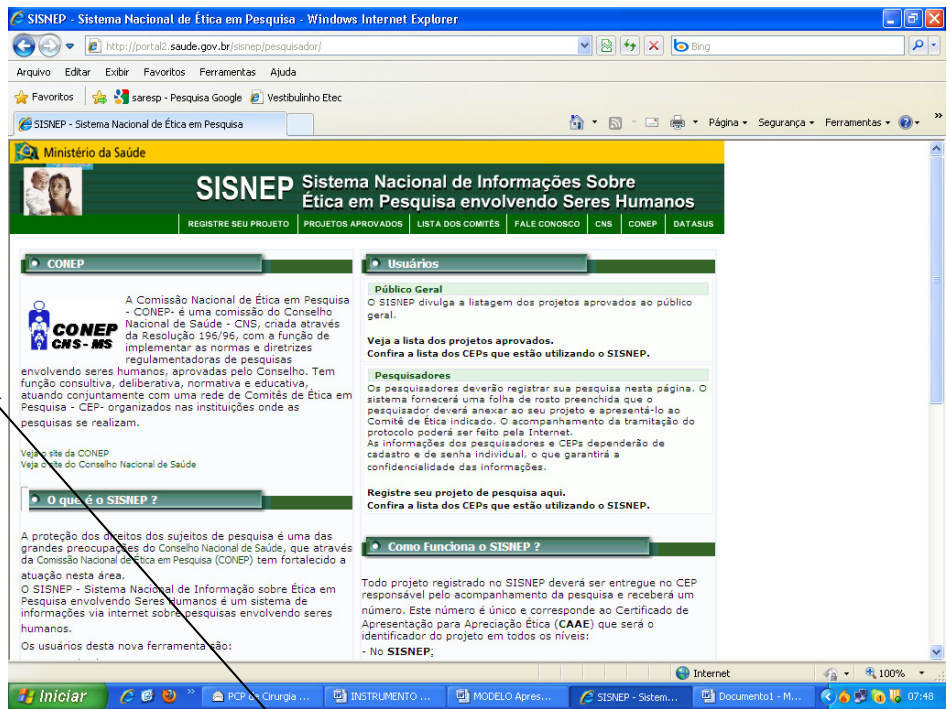 SISNEP - Sistema Nacional de Ética em Pesquisa - Windows Internet Explorer
http://portal2.saude.gov.br/sisnep/pesquisador/
Bing
Arquivo Editar Exibir Favoritos Ferramentas Ajuda
Favoritos saresp - Pesquisa Google Vestibulinho Etec
SISNEP - Sistema Nacional de Ética em Pesquisa
Página Segurança Ferramentas
Ministério da Saúde
SISNEP Sistema Nacional de Informações Sobre
Ética em Pesquisa envolvendo Seres Humanos
REGISTRE SEU PROJETO PROJETOS APROVADOS LISTA DOS COMITÊS FALE CONOSCO CNS CONEP DATASUS
CONEP
CONEP
CNS - MS
A Comissão Nacional de Ética em Pesquisa
- CONEP- é uma comissão do Conselho
Nacional de Saúde - CNS, criada através
da Resolução 196/96, com a função de
implementar as normas e diretrizes
regulamentadoras de pesquisas
envolvendo seres humanos, aprovadas pelo Conselho. Tem
função consultiva, deliberativa, normativa e educativa,
atuando conjuntamente com uma rede de Comitês de Ética em
Pesquisa - CEP- organizados nas instituições onde as
pesquisas se realizam.
Veja o site da CONEP
Veja o site do Conselho Nacional de Saúde
O que é o SISNEP ?
A proteção dos direitos dos sujeitos de pesquisa é uma das
grandes preocupações do Conselho Nacional de Saúde, que através
da Comissão Nacional de Ética em Pesquisa (CONEP) tem fortalecido a
atuação nesta área.
O SISNEP - Sistema Nacional de Informação sobre Ética em
Pesquisa envolvendo Seres Humanos é um sistema de
informações via internet sobre pesquisas envolvendo seres
humanos.
Os usuários desta nova ferramenta são:
Usuários
Público Geral
O SISNEP divulga a listagem dos projetos aprovados ao público
geral.
Veja a lista dos projetos aprovados.
Confira a lista dos CEPs que estão utilizando o SISNEP.
Pesquisadores
Os pesquisadores deverão registrar sua pesquisa nesta página. O
sistema fornecerá uma folha de rosto preenchida que o
pesquisador deverá anexar ao seu projeto e apresentá-lo ao
Comitê de Ética indicado. O acompanhamento da tramitação do
protocolo poderá ser feito pela Internet.
As informações dos pesquisadores e CEPs dependerão de
cadastro e de senha individual, o que garantirá a
confidencialidade das informações.
Registre seu projeto de pesquisa aqui.
Confira a lista dos CEPs que estão utilizando o SISNEP.
Como Funciona o SISNEP ?
Todo projeto registrado no SISNEP deverá ser entregue no CEP
responsável pelo acompanhamento da pesquisa e receberá um
número. Este número é único e corresponde ao Certificado de
Apresentação para Apreciação Ética (CAAE) que será o
identificador do projeto em todos os níveis:
- No SISNEP;
Internet 100%
Iniciar PCP da Cirurgia ... INSTRUMENTO ... MODELO Apres... SISNEP - Sistem... Documento1 - M... 07:48